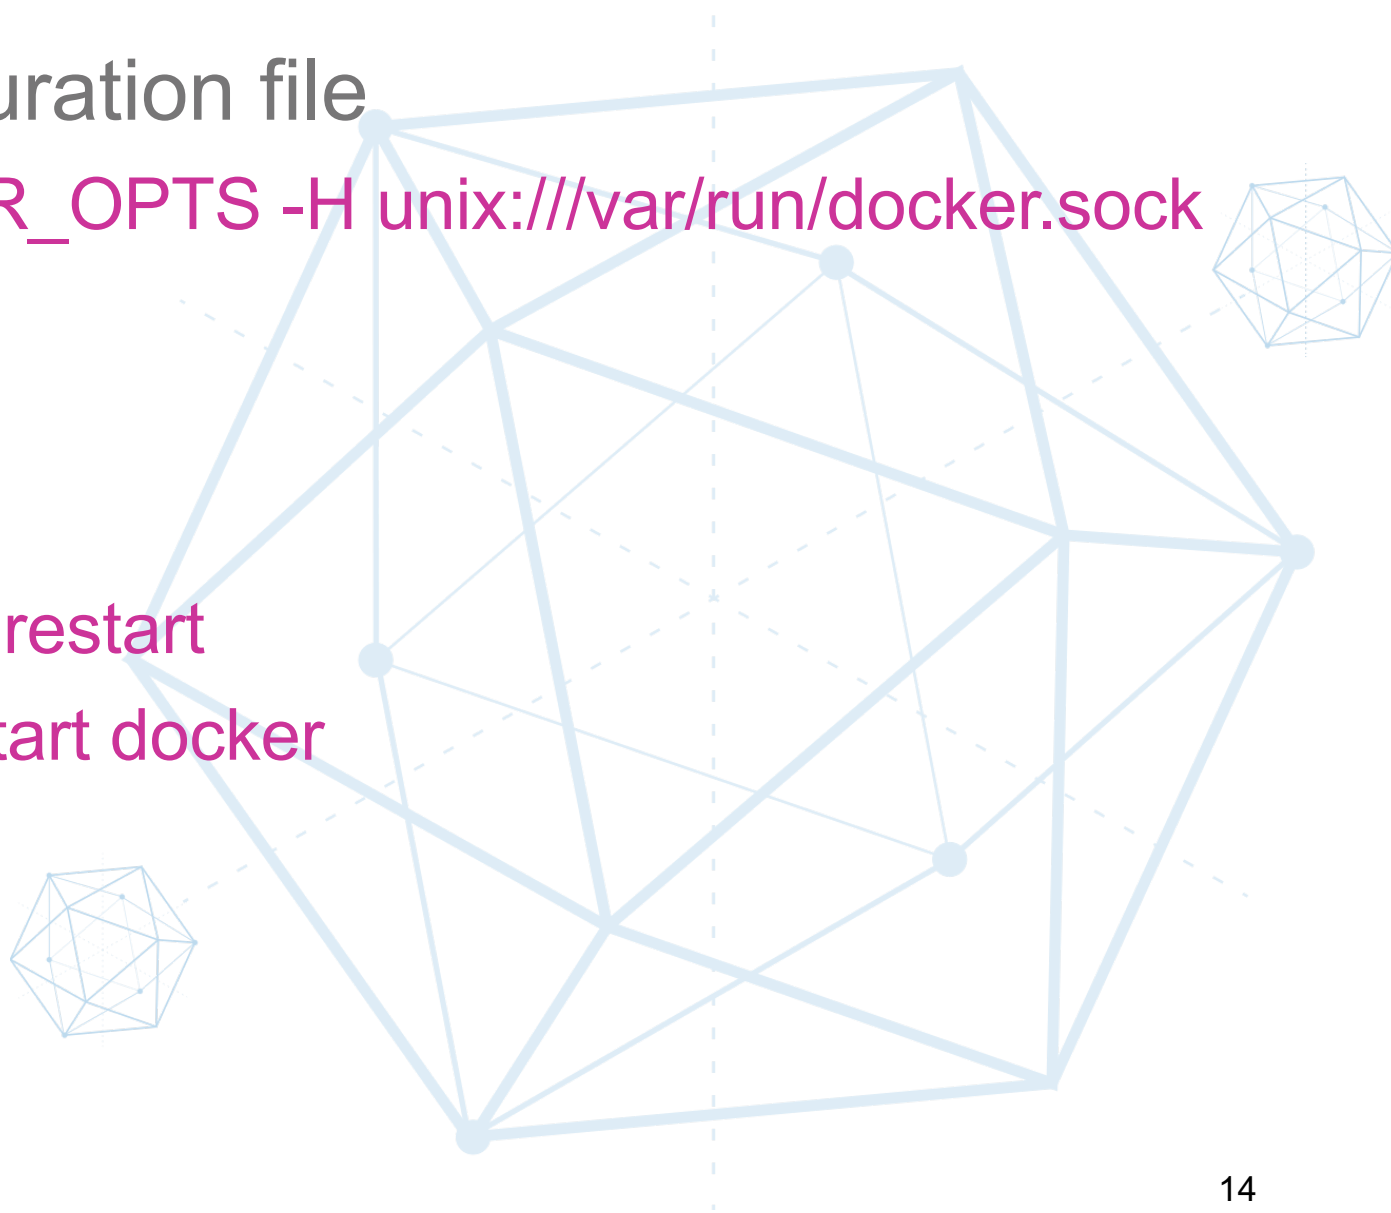 uration file
R_OPTS -H unix:///var/run/docker.sock
restart
tart docker
14